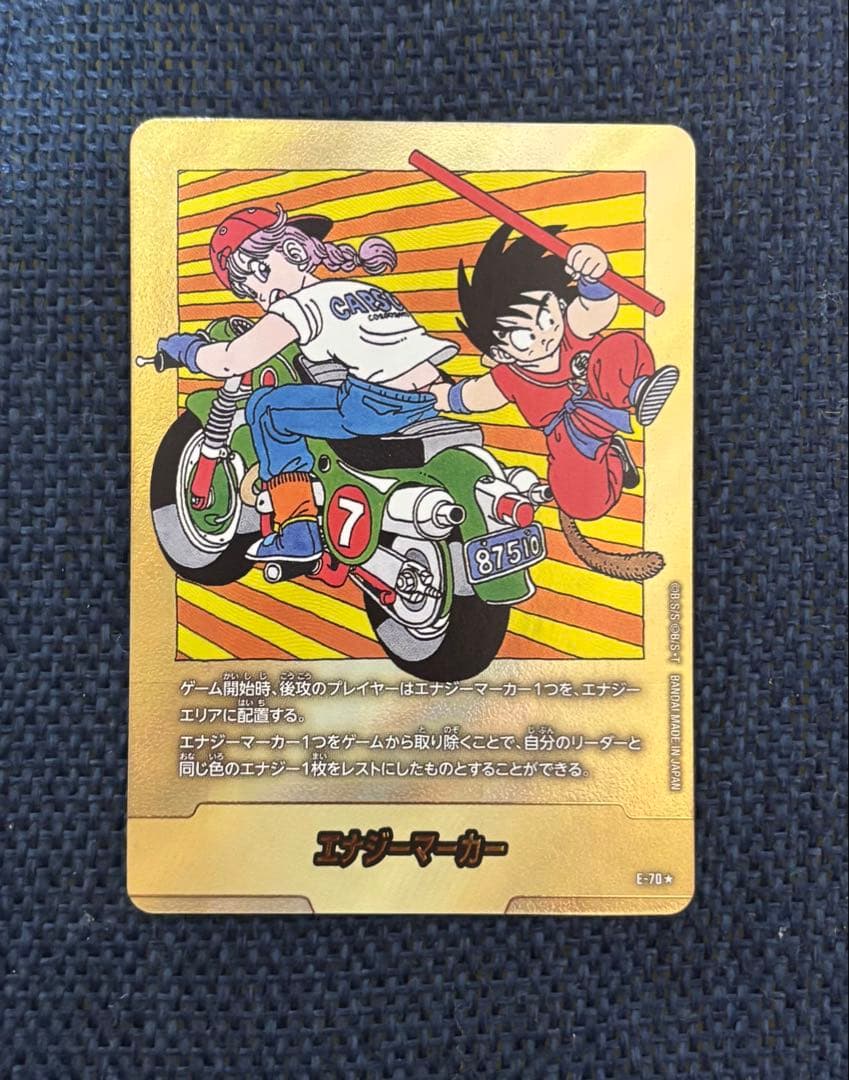 CAPS
CORPORA
7
87510
ゲーム開始時、後攻のプレイヤーはエナジーマーカー1つを、エナジー
エリアに配置する。
エナジーマーカー1つをゲームから取り除くことで、自分のリーダーと
同じ色のエナジー1枚をレストにしたものとすることができる。
©B・S/S ©B/S・T BANDAI MADE IN JAPAN
エナジーマーカー
E-70★